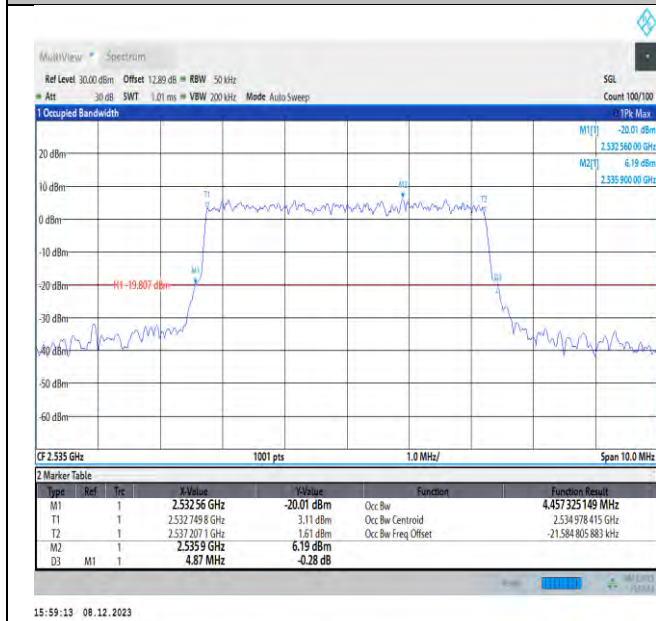 MultiView Spectrum
Ref Level 30.00 dBm Offset 12.89 dB RBW 50 kHz SGL
Att 30 dB SWT 1.01 ms VBW 200 kHz Mode Auto Sweep Count 100/100
1 Occupied Bandwidth 1Pk Max
M1[1] -20.01 dBm
2.532 560 00 GHz
M2[1] 6.19 dBm
2.535 900 00 GHz
20 dBm
10 dBm
T1 M2 T2
0 dBm
-10 dBm
M1 D3
-20 dBm H1 -19.807 dBm
-30 dBm
-40 dBm
-50 dBm
-60 dBm
CF 2.535 GHz 1001 pts 1.0 MHz/ Span 10.0 MHz
2 Marker Table
Type Ref Trc X-Value Y-Value Function Function Result
M1 1 2.532 56 GHz -20.01 dBm Occ Bw 4.457 325 149 MHz
T1 1 2.532 749 8 GHz 3.11 dBm Occ Bw Centroid 2.534 978 415 GHz
T2 1 2.537 207 1 GHz 1.61 dBm Occ Bw Freq Offset -21.584 805 883 kHz
M2 1 2.535 9 GHz 6.19 dBm
D3 M1 1 4.87 MHz -0.28 dB
15:59:13 08.12.2023